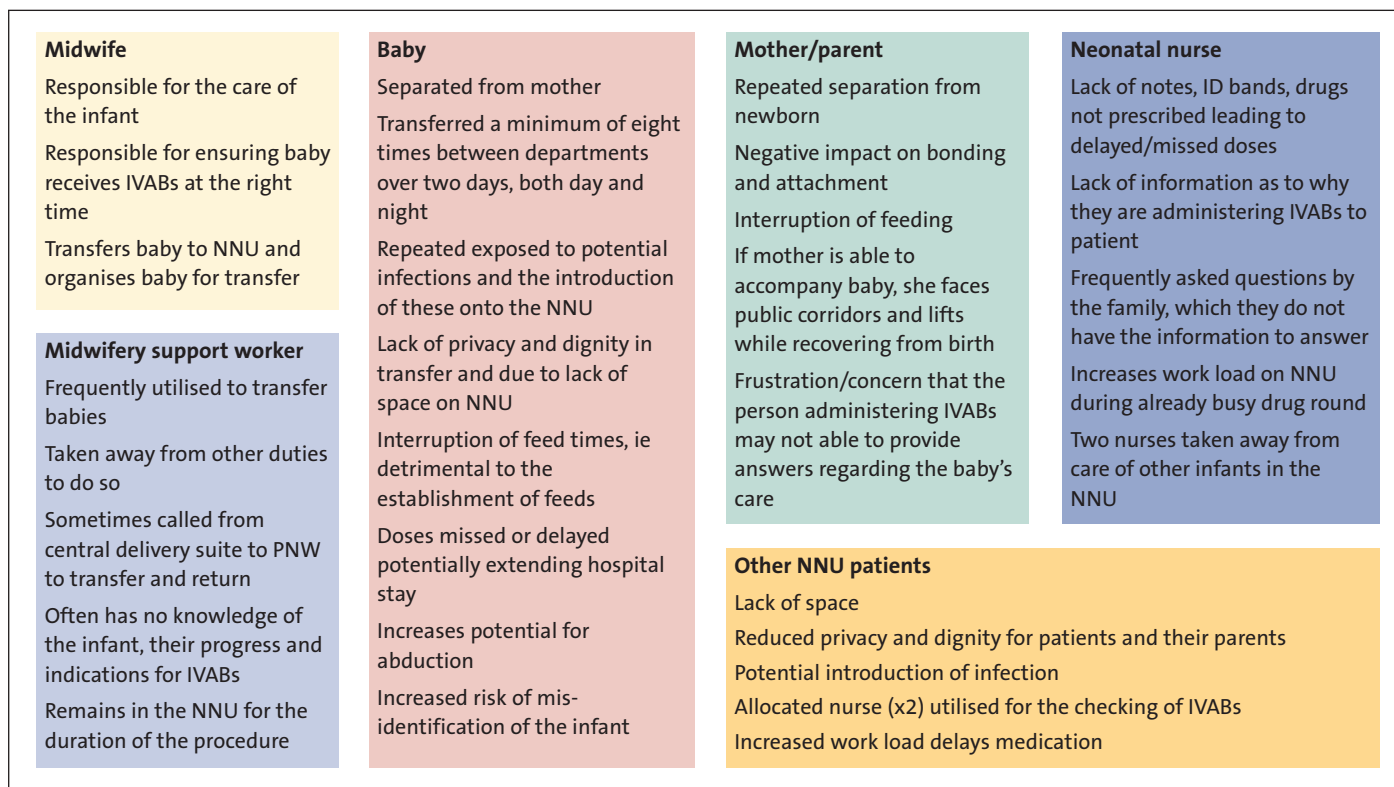 Midwife
Responsible for the care of
the infant
Responsible for ensuring baby
receives IVABs at the right
time
Transfers baby to NNU and
organises baby for transfer
Midwifery support worker
Frequently utilised to transfer
babies
Taken away from other duties
to do so
Sometimes called from
central delivery suite to PNW
to transfer and return
Often has no knowledge of
the infant, their progress and
indications for IVABs
Remains in the NNU for the
duration of the procedure
Baby
Separated from mother
Transferred a minimum of eight
times between departments
over two days, both day and
night
Repeated exposed to potential
infections and the introduction
of these onto the NNU
Lack of privacy and dignity in
transfer and due to lack of
space on NNU
Interruption of feed times, ie
detrimental to the
establishment of feeds
Doses missed or delayed
potentially extending hospital
stay
Increases potential for
abduction
Increased risk of mis-
identification of the infant
Mother/parent
Repeated separation from
newborn
Negative impact on bonding
and attachment
Interruption of feeding
If mother is able to
accompany baby, she faces
public corridors and lifts
while recovering from birth
Frustration/concern that the
person administering IVABs
may not able to provide
answers regarding the baby’s
care
Neonatal nurse
Lack of notes, ID bands, drugs
not prescribed leading to
delayed/missed doses
Lack of information as to why
they are administering IVABs to
patient
Frequently asked questions by
the family, which they do not
have the information to answer
Increases work load on NNU
during already busy drug round
Two nurses taken away from
care of other infants in the
NNU
Other NNU patients
Lack of space
Reduced privacy and dignity for patients and their parents
Potential introduction of infection
Allocated nurse (x2) utilised for the checking of IVABs
Increased work load delays medication